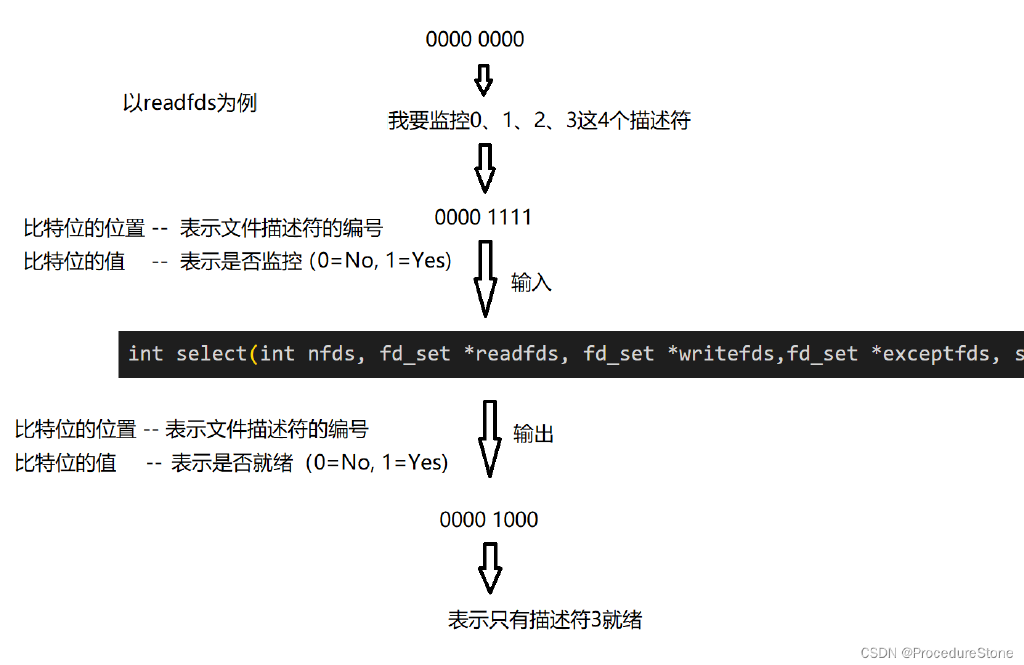 0000 0000
以readfds为例
我要监控0、1、2、3这4个描述符
0000 1111
比特位的位置 -- 表示文件描述符的编号
比特位的值 -- 表示是否监控 (0=No, 1=Yes)
输入
int select(int nfds, fd_set *readfds, fd_set *writefds,fd_set *exceptfds, s
比特位的位置 -- 表示文件描述符的编号
输出
比特位的值 -- 表示是否就绪 (0=No, 1=Yes)
0000 1000
表示只有描述符3就绪
CSDN @ProcedureStone